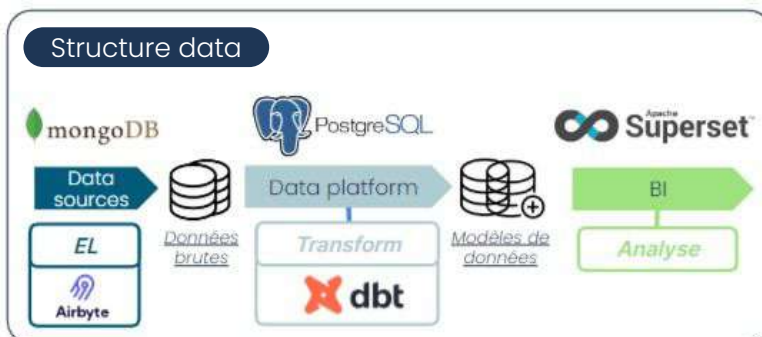 Structure data
mongoDB
PostgreSQL
Apache
Superset™
Data
sources
Data platform
BI
EL
Données
brutes
Transform
Modèles de
données
Analyse
Airbyte
dbt